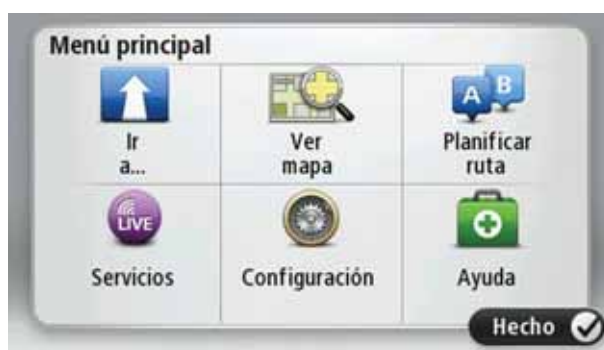 Menú principal
Ir
a...
Ver
mapa
A B
Planificar
ruta
LIVE
Servicios
Configuración
Ayuda
Hecho